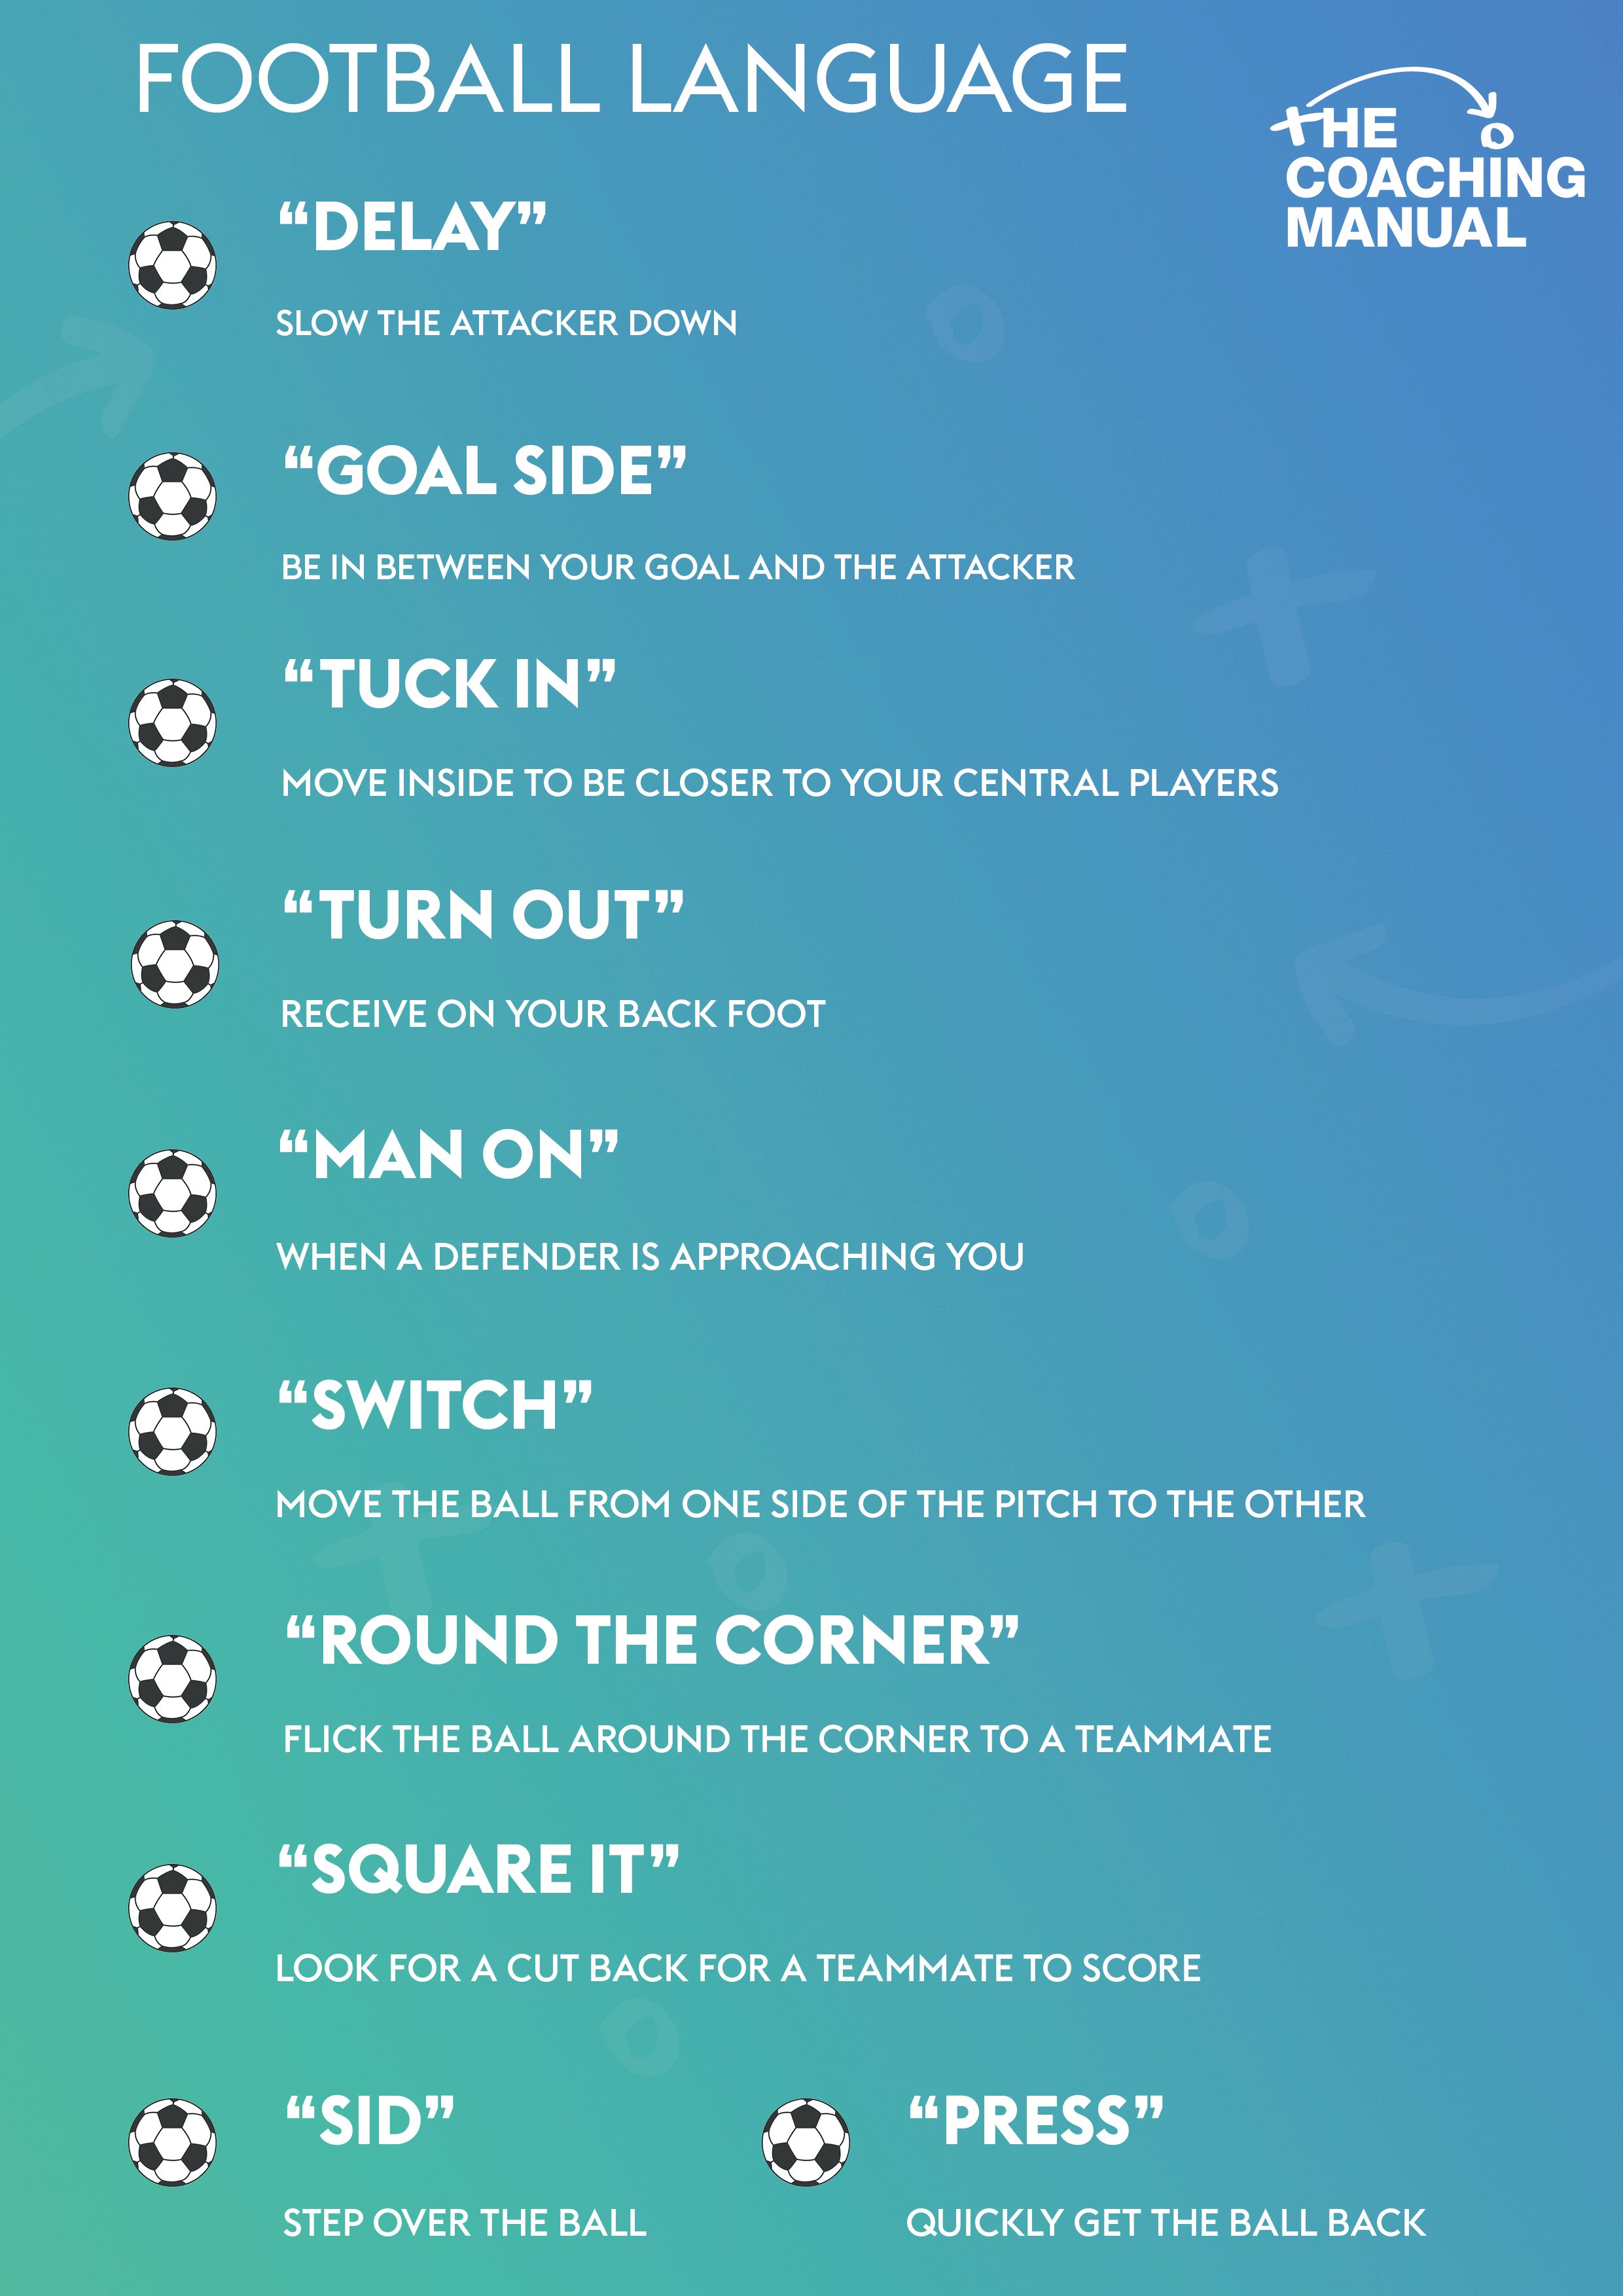 FOOTBALL LANGUAGE
THE
COACHING
MANUAL
“DELAY”
SLOW THE ATTACKER DOWN
“GOAL SIDE”
BE IN BETWEEN YOUR GOAL AND THE ATTACKER
“TUCK IN”
MOVE INSIDE TO BE CLOSER TO YOUR CENTRAL PLAYERS
“TURN OUT”
RECEIVE ON YOUR BACK FOOT
“MAN ON”
WHEN A DEFENDER IS APPROACHING YOU
“SWITCH”
MOVE THE BALL FROM ONE SIDE OF THE PITCH TO THE OTHER
“ROUND THE CORNER”
FLICK THE BALL AROUND THE CORNER TO A TEAMMATE
“SQUARE IT”
LOOK FOR A CUT BACK FOR A TEAMMATE TO SCORE
“SID”
STEP OVER THE BALL
“PRESS”
QUICKLY GET THE BALL BACK